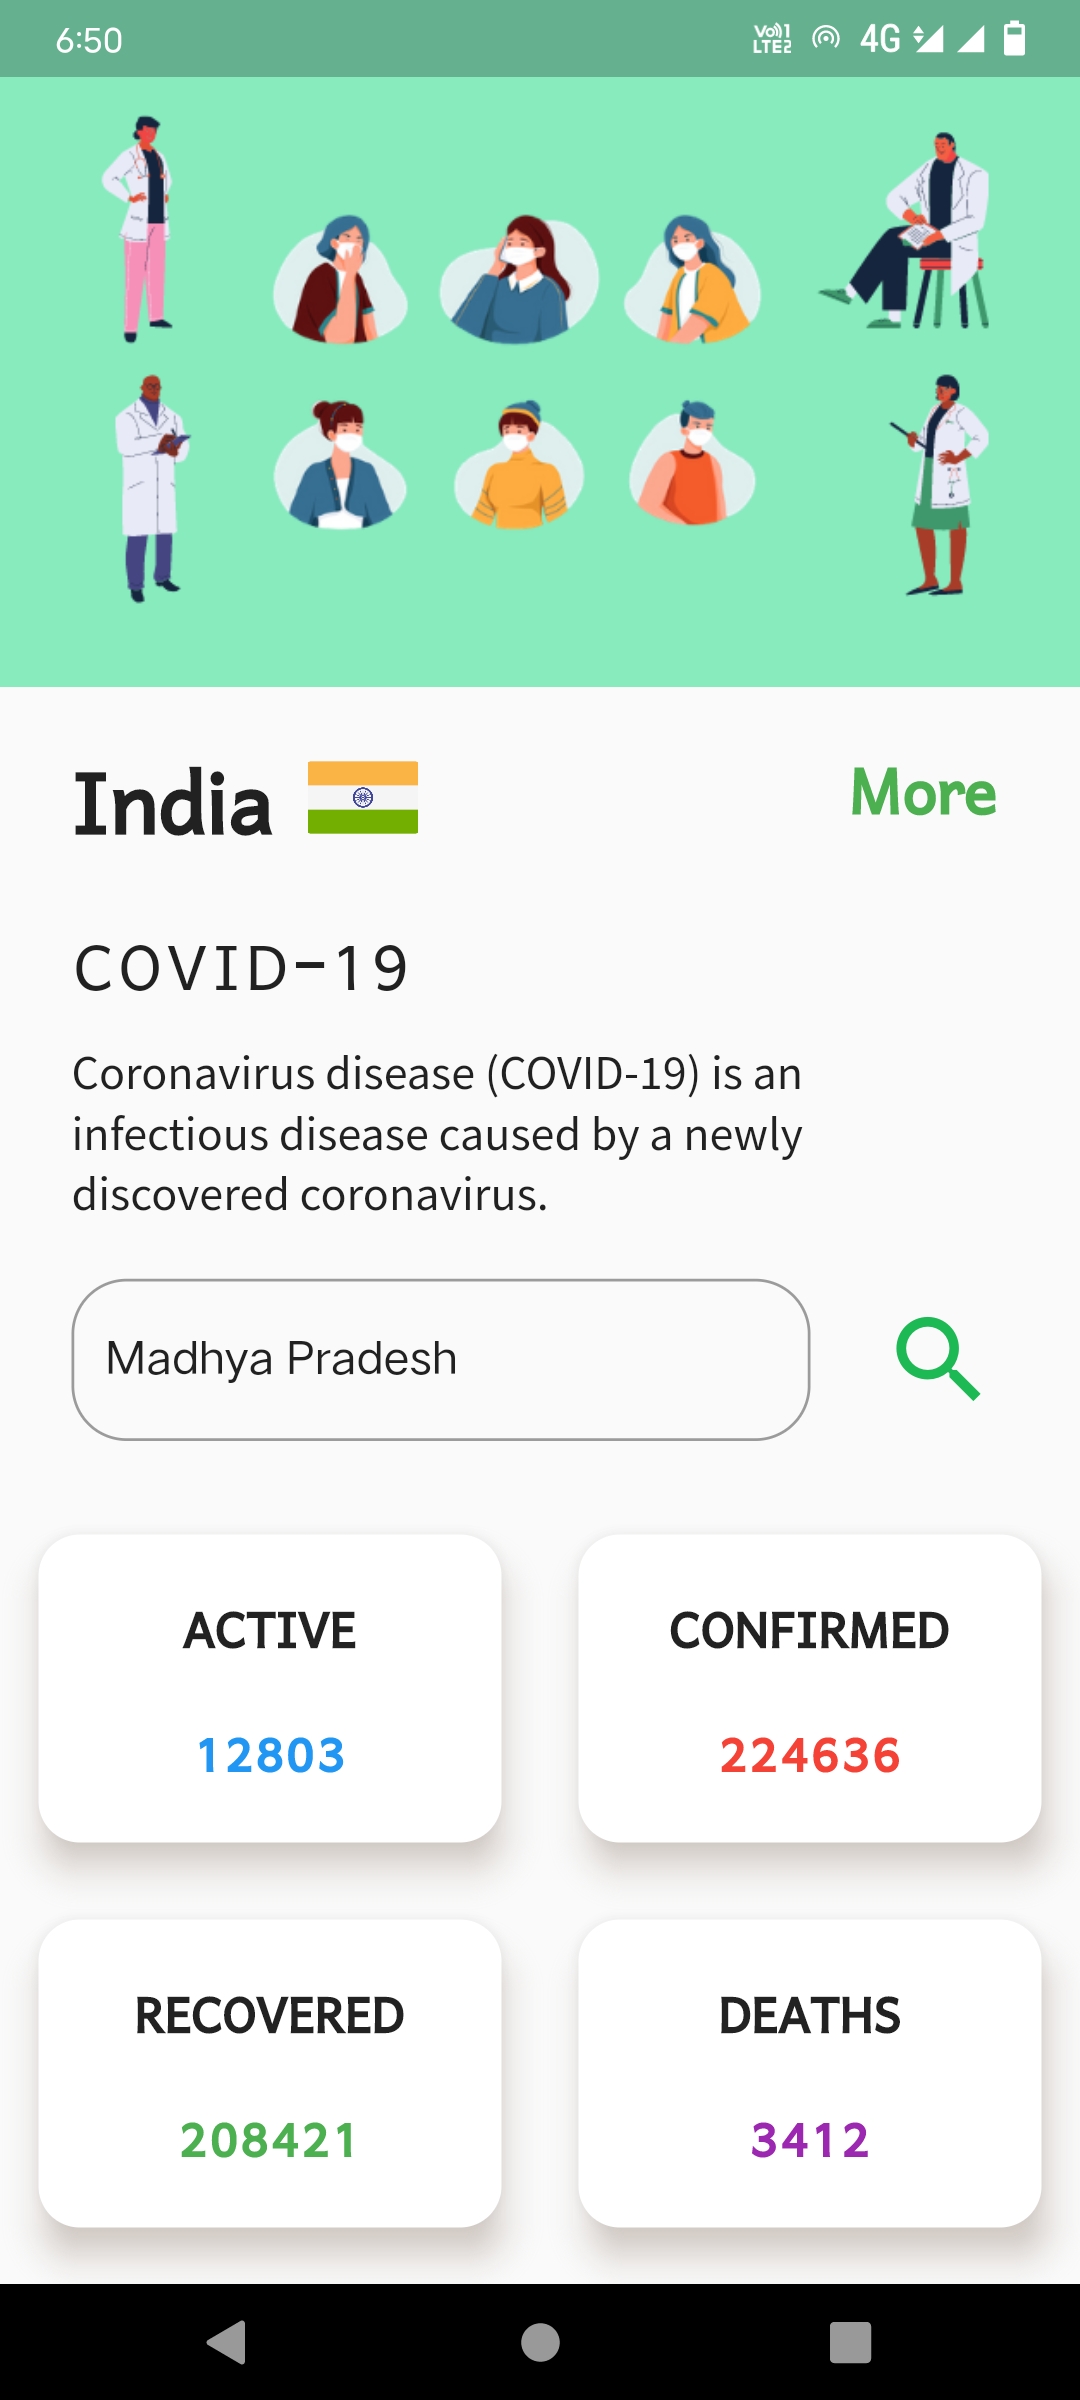 6:50
Vo)) 1
LTE2
4G
India
More
COVID-19
Coronavirus disease (COVID-19) is an
infectious disease caused by a newly
discovered coronavirus.
Madhya Pradesh
ACTIVE
CONFIRMED
12803
224636
RECOVERED
DEATHS
208421
3412